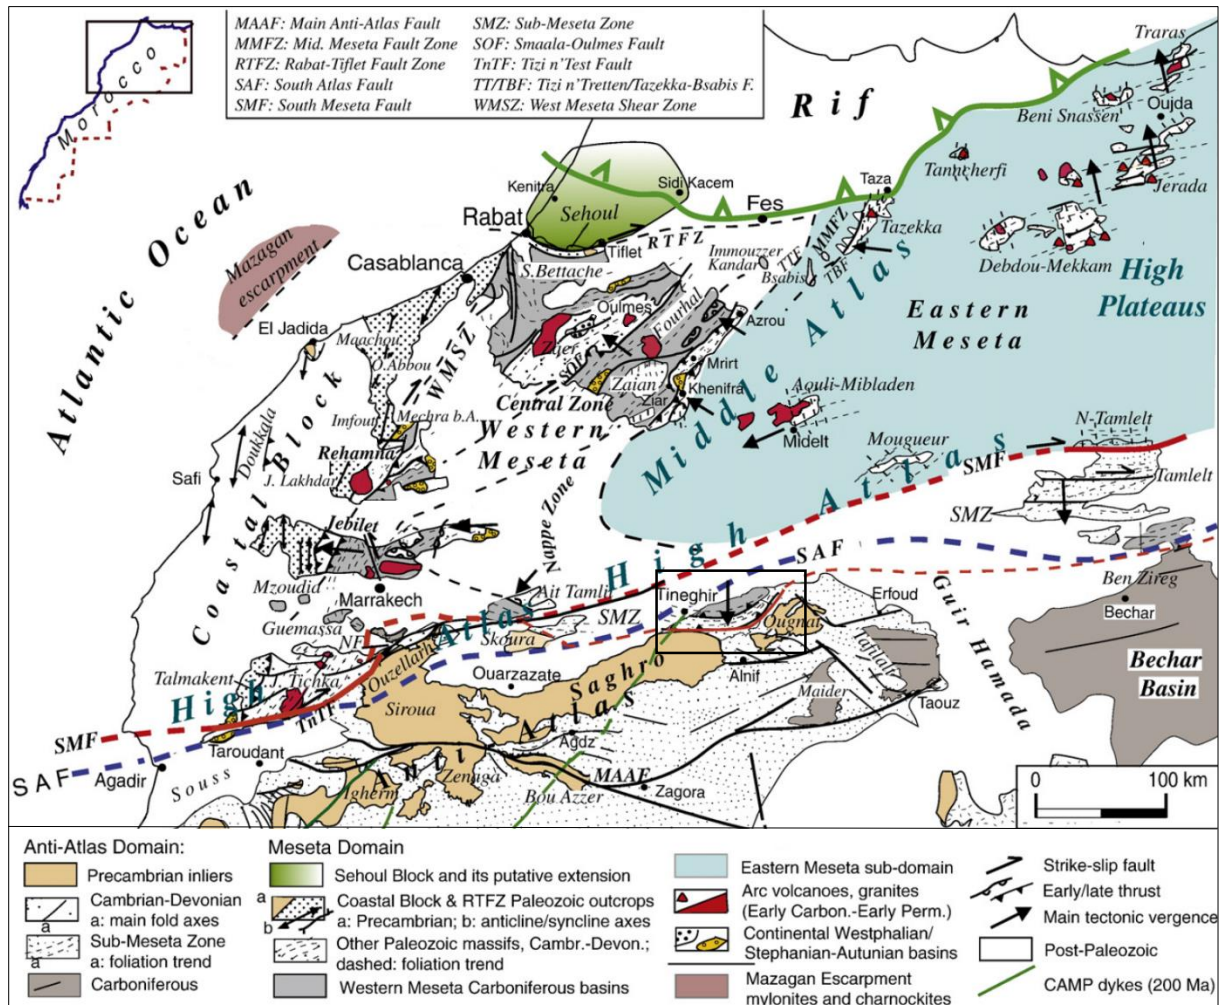 MAAF: Main Anti-Atlas Fault
MMFZ: Mid. Meseta Fault Zone
RTFZ: Rabat-Tiflet Fault Zone
SAF: South Atlas Fault
SMF: South Meseta Fault
SMZ: Sub-Meseta Zone
SOF: Smaala-Oulmes Fault
TnTF: Tizi n'Test Fault
TT/TBF: Tizi n'Tretten/Tazekka-Bsabis F.
WMSZ: West Meseta Shear Zone
Morocco
Atlantic Ocean
Rif
Traras
Oujda
Beni Snassen
Jerada
Debdou-Mekkam
High
Plateaus
Eastern
Meseta
Taza
Tazekka
MMFZ
TTF
TBF
Bsabis
Immouzzer
Kandar
Fes
Sidi Kacem
Kenitra
Sehoul
Rabat
Tiflet
RTFZ
S.Bettache
Casablanca
Mazagan
escarpment
El Jadida
Maachou
O.Abbou
WMSZ
Oulmes
Zaer
SOF
Fourhal
Azrou
Mrirt
Zaian
Khenifra
Ziar
Central Zone
Western
Meseta
Nappe Zone
Middle Atlas
Aouli-Mibladen
Midelt
Mougueur
N-Tamlelt
Tamlelt
SMF
SMZ
Imfout
Mechra b.A.
Rehamna
J. Lakhdar
Doukkala
Coastal Block
Safi
Jebilet
Mzoudid
Marrakech
Guemassa
NF
Ait Tamlil
Skoura
SMZ
SAF
High Atlas
Tineghir
Ougnat
Erfoud
Tafilalt
Taouz
Alnif
Maider
Guir Hamada
Ben Zireg
Bechar
Bechar
Basin
Talmakent
J. Tichka
High Atlas
TnTF
Ouzellarh
Ouarzazate
Siroua
Saghro
SMF
SAF
Agadir
Taroudant
Souss
Anti Atlas
Igherm
Zenaga
Agdz
Bou Azzer
MAAF
Zagora
0 100 km
Anti-Atlas Domain:
Precambrian inliers
Cambrian-Devonian
a: main fold axes
a
Sub-Meseta Zone
a: foliation trend
a
Carboniferous
Meseta Domain
Sehoul Block and its putative extension
a
b
Coastal Block & RTFZ Paleozoic outcrops
a: Precambrian; b: anticline/syncline axes
Other Paleozoic massifs, Cambr.-Devon.;
dashed: foliation trend
Western Meseta Carboniferous basins
Eastern Meseta sub-domain
Arc volcanoes, granites
(Early Carbon.-Early Perm.)
Continental Westphalian/
Stephanian-Autunian basins
Mazagan Escarpment
mylonites and charnockites
Strike-slip fault
Early/late thrust
Main tectonic vergence
Post-Paleozoic
CAMP dykes (200 Ma)